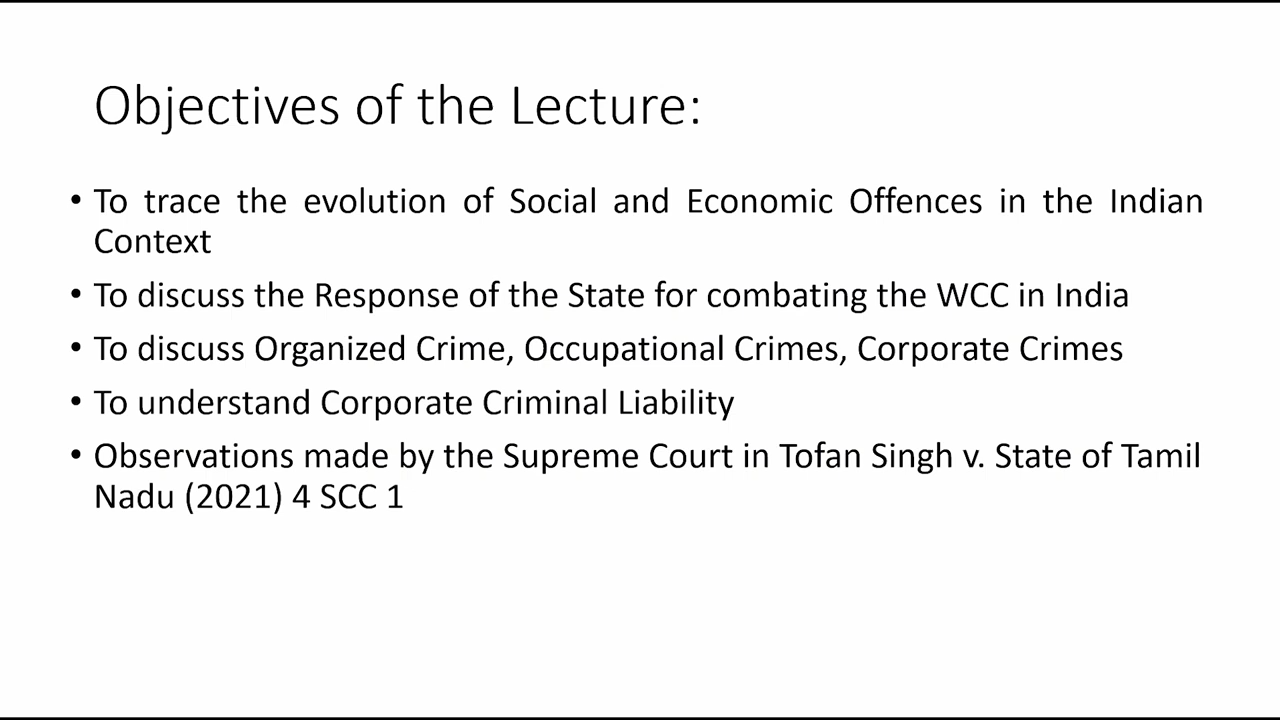 Objectives of the Lecture:
• To trace the evolution of Social and Economic Offences in the Indian
Context
• To discuss the Response of the State for combating the WCC in India
• To discuss Organized Crime, Occupational Crimes, Corporate Crimes
• To understand Corporate Criminal Liability
• Observations made by the Supreme Court in Tofan Singh v. State of Tamil
Nadu (2021) 4 SCC 1